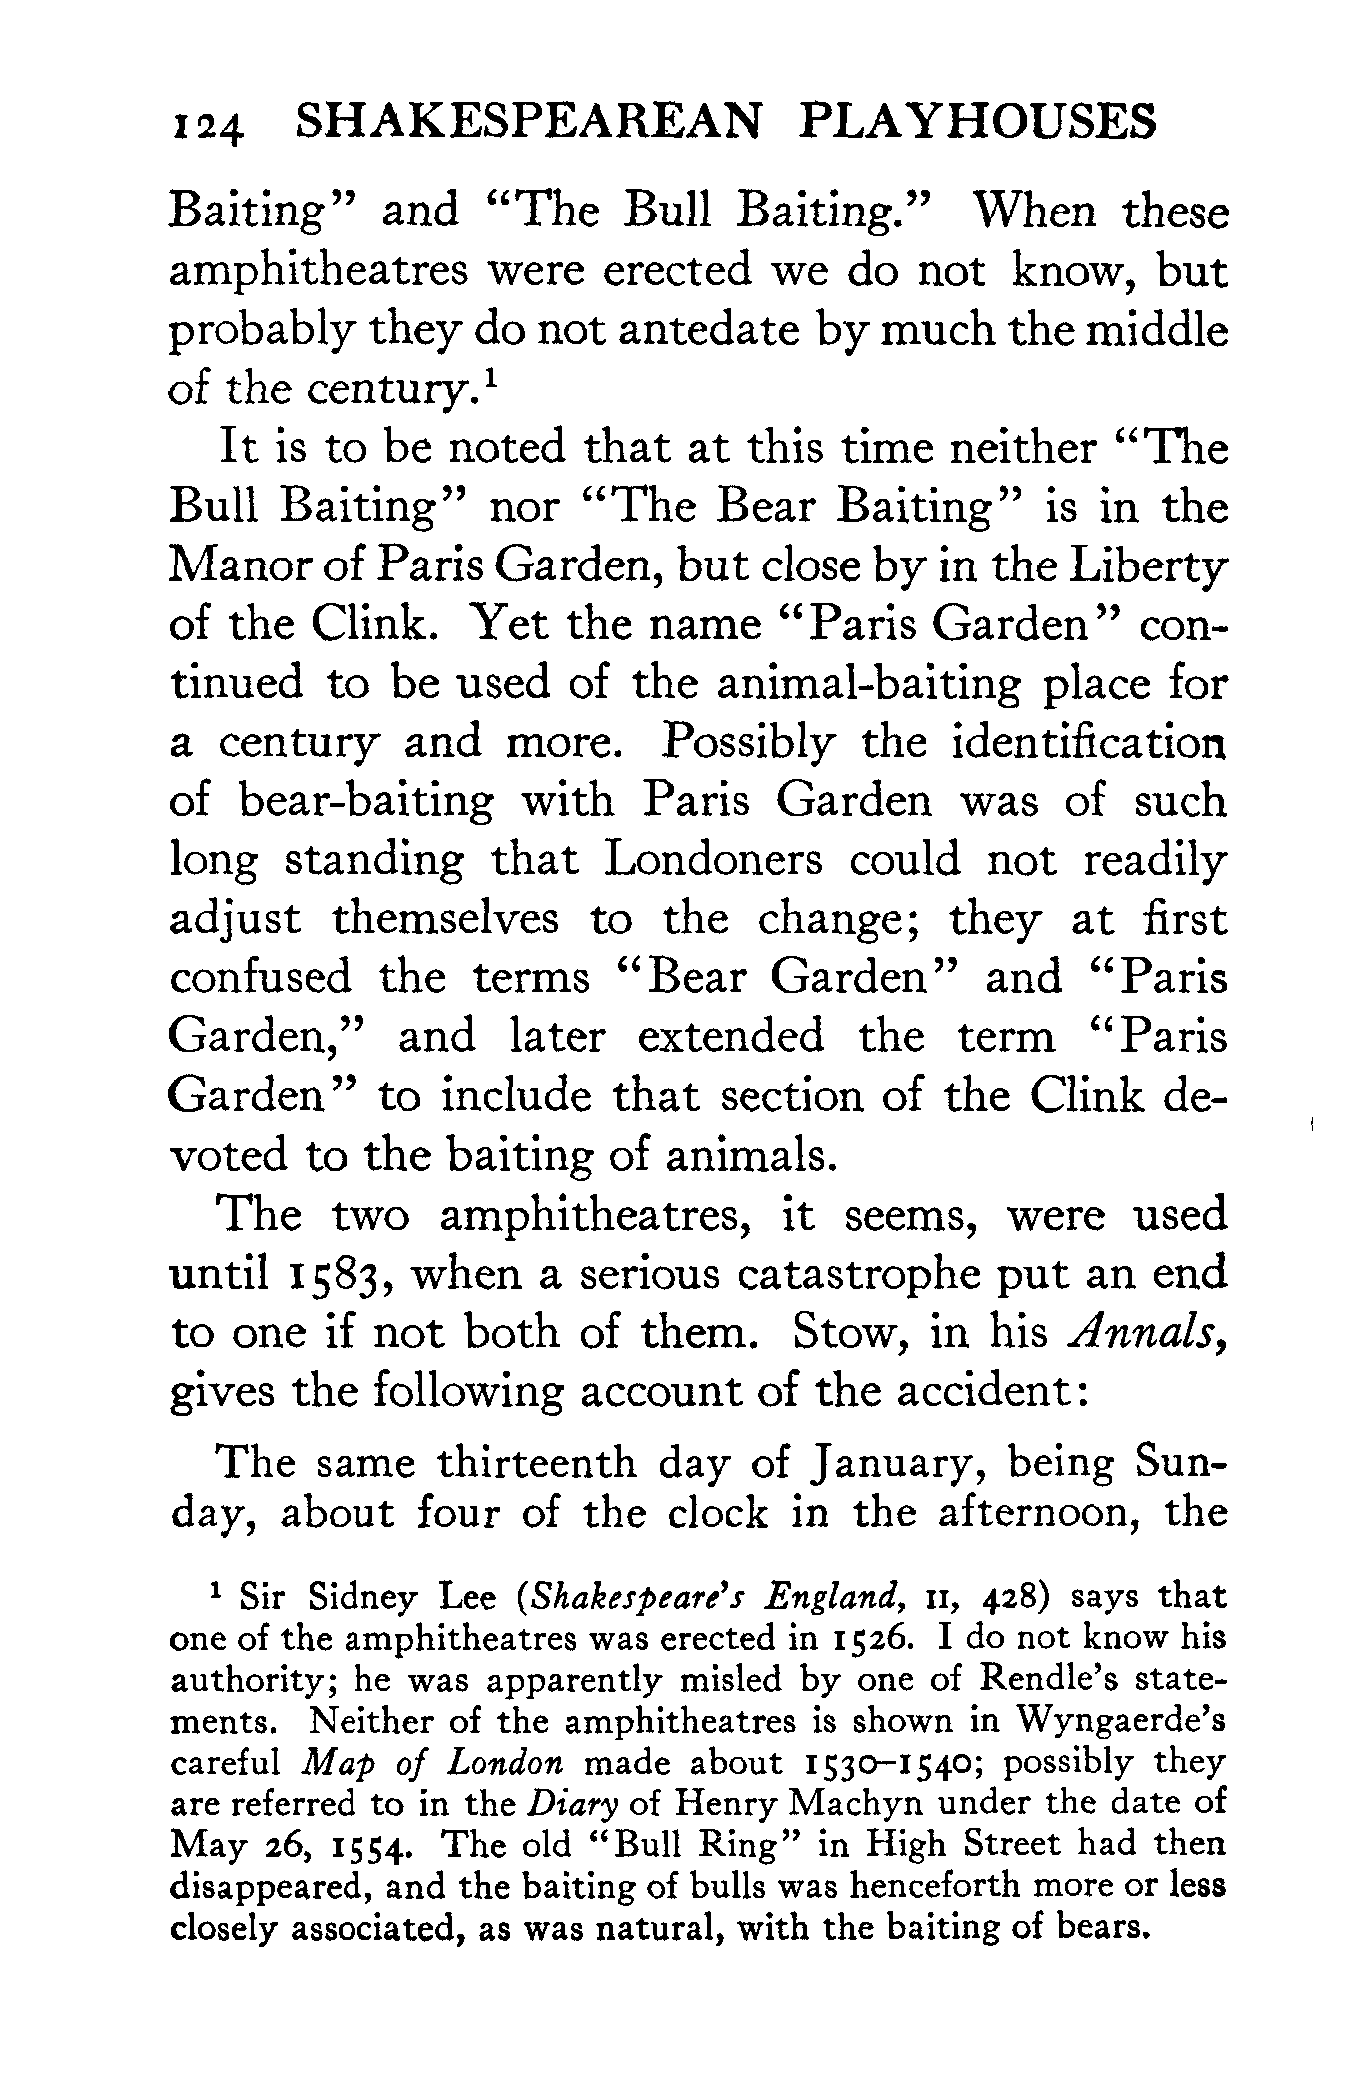 124 SHAKESPEAREAN PLAYHOUSES
Baiting” and “The Bull Baiting.” When these
amphitheatres were erected we do not know, but
probably they do not antedate by much the middle
of the century.¹
It is to be noted that at this time neither “The
Bull Baiting” nor “The Bear Baiting” is in the
Manor of Paris Garden, but close by in the Liberty
of the Clink. Yet the name “Paris Garden” con-
tinued to be used of the animal-baiting place for
a century and more. Possibly the identification
of bear-baiting with Paris Garden was of such
long standing that Londoners could not readily
adjust themselves to the change; they at first
confused the terms “Bear Garden” and “Paris
Garden,” and later extended the term “Paris
Garden” to include that section of the Clink de-
voted to the baiting of animals.
The two amphitheatres, it seems, were used
until 1583, when a serious catastrophe put an end
to one if not both of them. Stow, in his Annals,
gives the following account of the accident:
The same thirteenth day of January, being Sun-
day, about four of the clock in the afternoon, the
¹ Sir Sidney Lee (Shakespeare’s England, II, 428) says that
one of the amphitheatres was erected in 1526. I do not know his
authority; he was apparently misled by one of Rendle’s state-
ments. Neither of the amphitheatres is shown in Wyngaerde’s
careful Map of London made about 1530–1540; possibly they
are referred to in the Diary of Henry Machyn under the date of
May 26, 1554. The old “Bull Ring” in High Street had then
disappeared, and the baiting of bulls was henceforth more or less
closely associated, as was natural, with the baiting of bears.